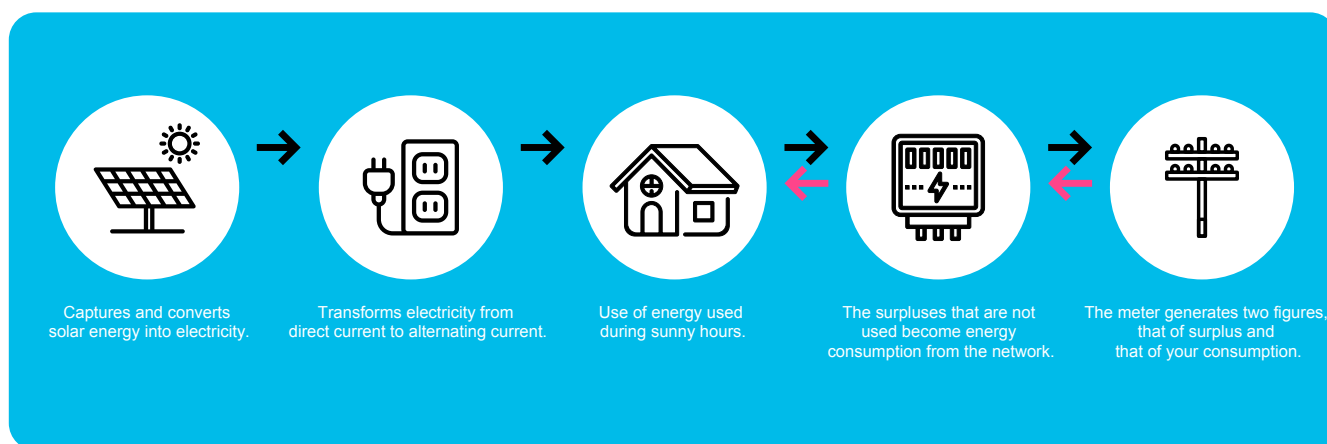 Captures and converts
solar energy into electricity.
Transforms electricity from
direct current to alternating current.
Use of energy used
during sunny hours.
The surpluses that are not
used become energy
consumption from the network.
The meter generates two figures,
that of surplus and
that of your consumption.